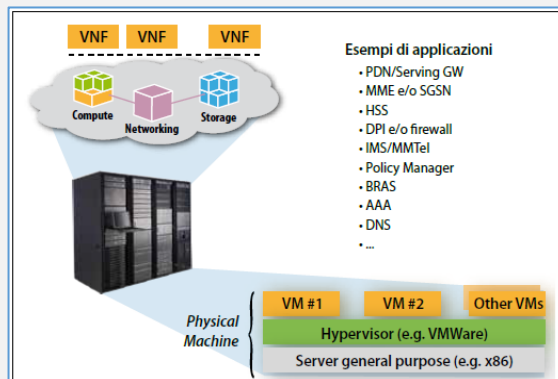 VNF VNF VNF
Compute
Networking
Storage
Esempi di applicazioni
• PDN/Serving GW
• MME e/o SGSN
• HSS
• DPI e/o firewall
• IMS/MMTel
• Policy Manager
• BRAS
• AAA
• DNS
• ...
Physical
Machine
VM #1 VM #2 Other VMs
Hypervisor (e.g. VMWare)
Server general purpose (e.g. x86)